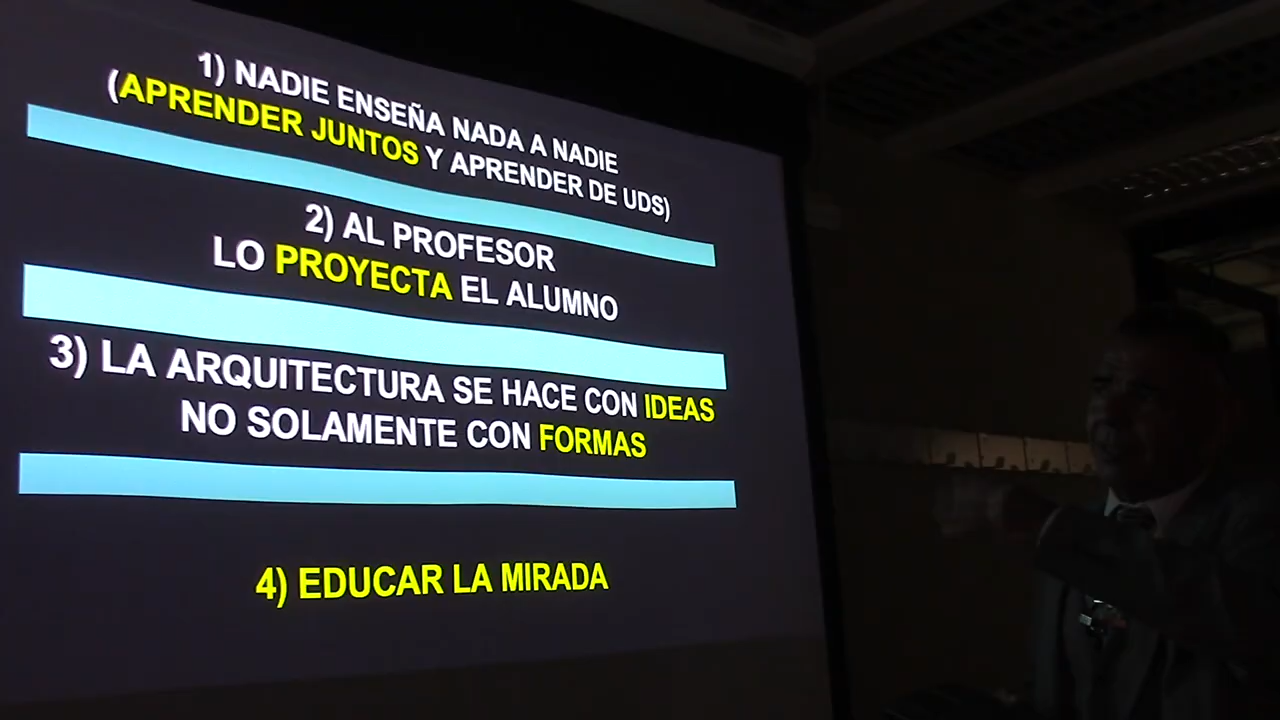 1) NADIE ENSEÑA NADA A NADIE
(APRENDER JUNTOS Y APRENDER DE UDS)
2) AL PROFESOR
LO PROYECTA EL ALUMNO
3) LA ARQUITECTURA SE HACE CON IDEAS
NO SOLAMENTE CON FORMAS
4) EDUCAR LA MIRADA